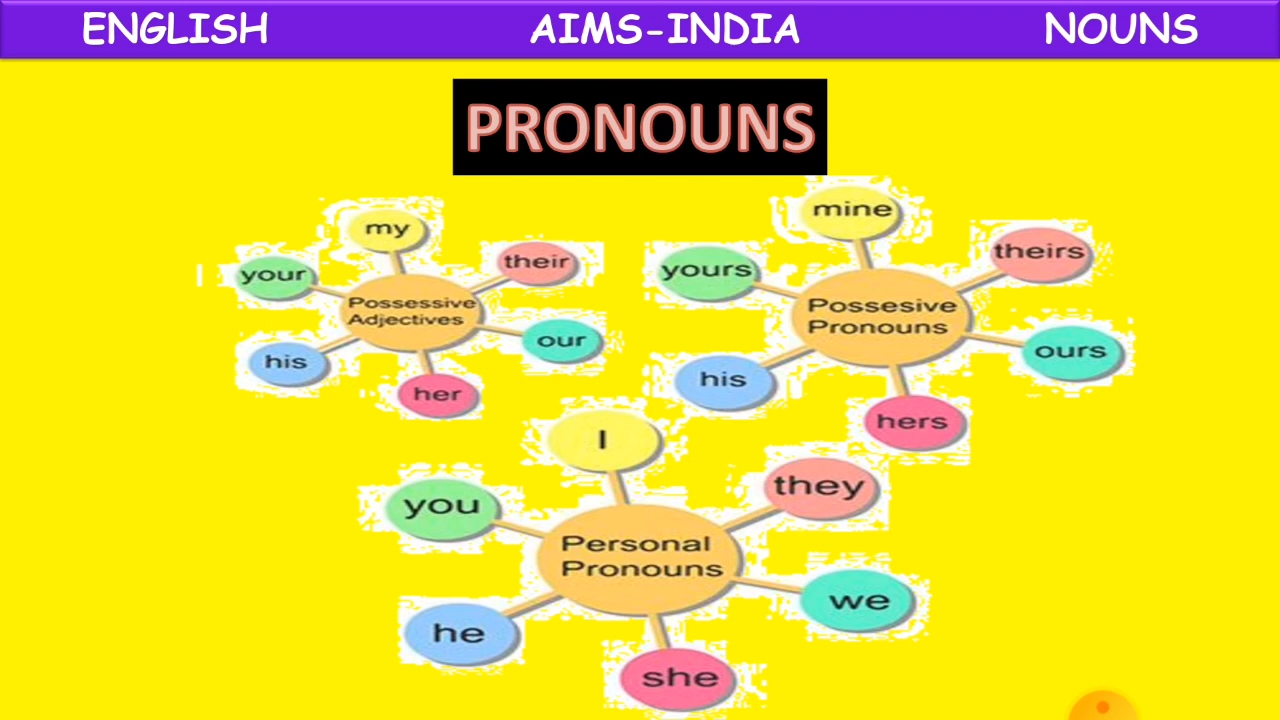 ENGLISH AIMS-INDIA NOUNS
PRONOUNS
my
your
their
Possessive
Adjectives
his
our
her
mine
yours
theirs
Possesive
Pronouns
his
ours
hers
I
you
they
Personal
Pronouns
he
we
she